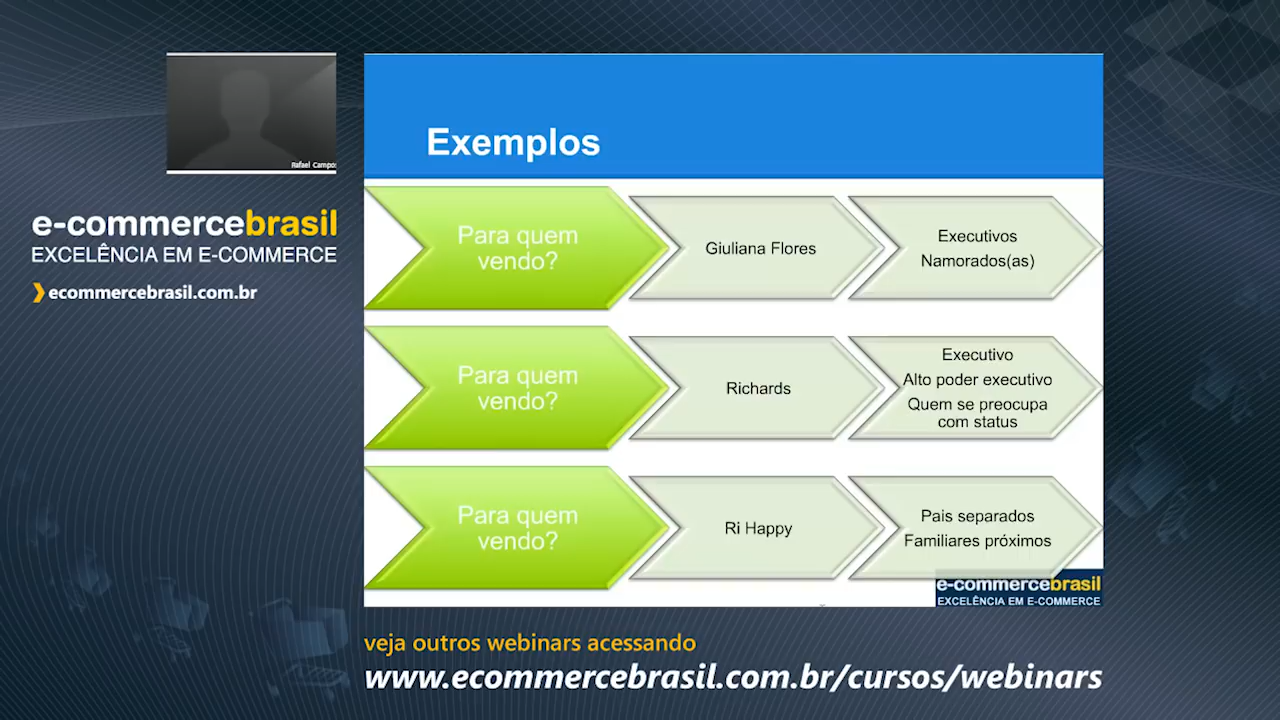 Rafael Campos
e-commercebrasil
EXCELÊNCIA EM E-COMMERCE
ecommercebrasil.com.br
Exemplos
Para quem
vendo?
Giuliana Flores
Executivos
Namorados(as)
Para quem
vendo?
Richards
Executivo
Alto poder executivo
Quem se preocupa
com status
Para quem
vendo?
Ri Happy
Pais separados
Familiares próximos
e-commercebrasil
EXCELÊNCIA EM E-COMMERCE
veja outros webinars acessando
www.ecommercebrasil.com.br/cursos/webinars